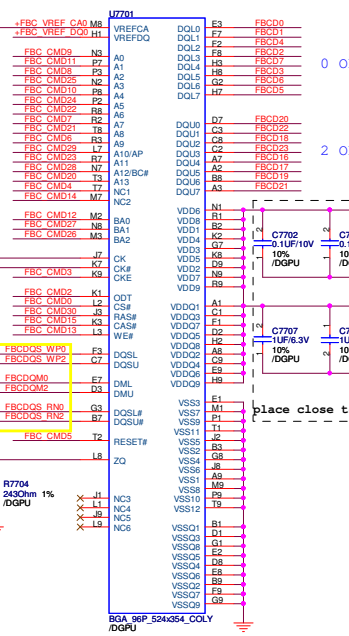 U7701
+FBC_VREF_CA0 M8 VREFCA
+FBC_VREF_DQ0 H1 VREFDQ
FBC_CMD9 N3 A0
FBC_CMD11 P7 A1
FBC_CMD8 P3 A2
FBC_CMD25 N2 A3
FBC_CMD10 P8 A4
FBC_CMD24 P2 A5
FBC_CMD22 R8 A6
FBC_CMD7 R2 A7
FBC_CMD21 T8 A8
FBC_CMD6 R3 A9
FBC_CMD29 L7 A10/AP
FBC_CMD23 R7 A11
FBC_CMD28 N7 A12/BC#
FBC_CMD20 T3 A13
FBC_CMD4 T7 NC1
FBC_CMD14 M7 NC2
FBC_CMD12 M2 BA0
FBC_CMD27 N8 BA1
FBC_CMD26 M3 BA2
J7 CK
K7 CK#
FBC_CMD3 K9 CKE
FBC_CMD2 K1 ODT
FBC_CMD0 L2 CS#
FBC_CMD30 J3 RAS#
FBC_CMD15 K3 CAS#
FBC_CMD13 L3 WE#
FBCDQS_WP0 F3 DQSL
FBCDQS_WP2 C7 DQSU
FBCDQM0 E7 DML
FBCDQM2 D3 DMU
FBCDQS_RN0 G3 DQSL#
FBCDQS_RN2 B7 DQSU#
FBC_CMD5 T2 RESET#
L8 ZQ
R7704
243Ohm 1%
/DGPU
J1 NC3
L1 NC4
J9 NC5
L9 NC6
DQL0 E3 FBCD0
DQL1 F7 FBCD1
DQL2 F2 FBCD4
DQL3 F8 FBCD2
DQL4 H3 FBCD7
DQL5 H8 FBCD3
DQL6 G2 FBCD6
DQL7 H7 FBCD5
0
DQU0 D7 FBCD20
DQU1 C3 FBCD22
DQU2 C8 FBCD18
DQU3 C2 FBCD23
DQU4 A7 FBCD16
DQU5 A2 FBCD17
DQU6 B8 FBCD19
DQU7 A3 FBCD21
2
VDD6 N1
VDD8 R1
VDD1 B2
VDD4 K2
VDD3 G7
VDD5 K8
VDD2 D9
VDD7 N9
VDD9 R9
VDDQ1 A1
VDDQ3 C1
VDDQ7 F1
VDDQ5 D2
VDDQ8 H2
VDDQ2 A8
VDDQ4 C9
VDDQ6 E9
VDDQ9 H9
VSS3 E1
VSS7 M1
VSS9 P1
VSS11 T1
VSS5 J2
VSS2 B3
VSS4 G8
VSS6 J8
VSS1 A9
VSS8 M9
VSS10 P9
VSS12 T9
VSSQ1 B1
VSSQ3 D1
VSSQ8 G1
VSSQ5 E2
VSSQ4 D8
VSSQ6 E8
VSSQ2 B9
VSSQ7 F9
VSSQ9 G9
C7702
0.1UF/10V
10%
/DGPU
C7707
1UF/6.3V
10%
/DGPU
place close t
BGA_96P_524x354_COLY
/DGPU